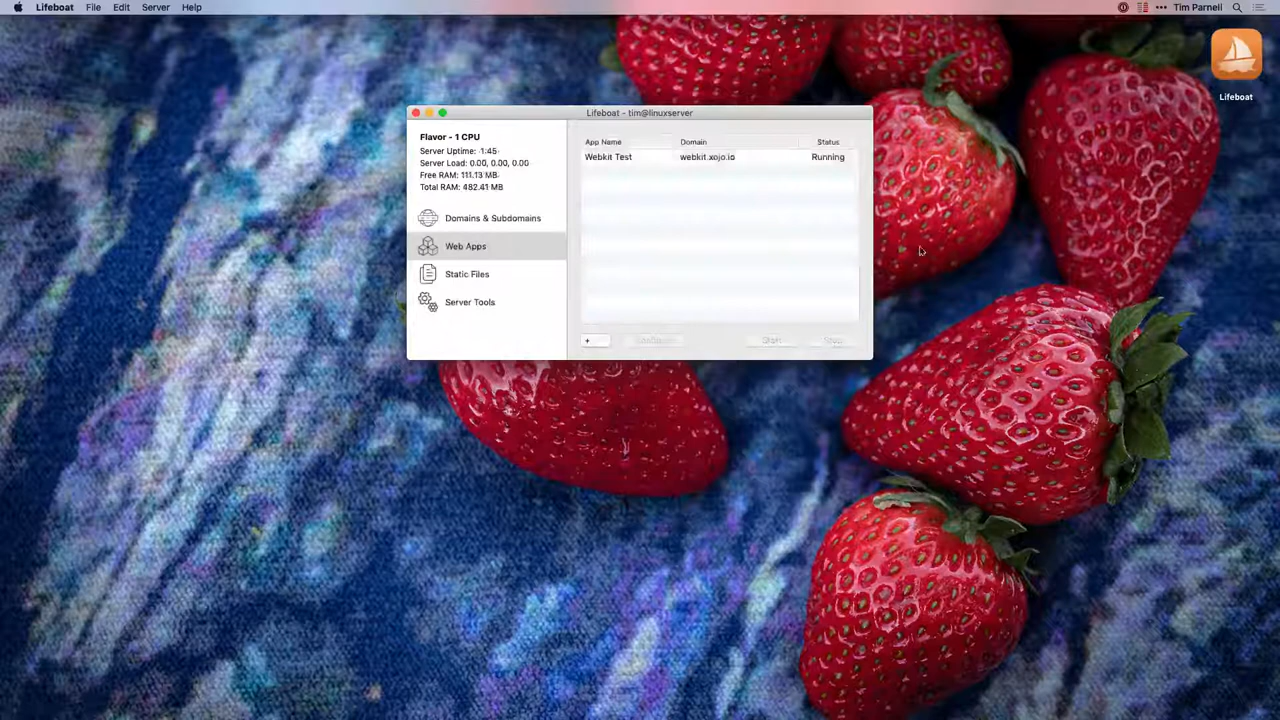 Lifeboat File Edit Server Help Tim Parnell
Lifeboat
Lifeboat - tim@linuxserver
Flavor - 1 CPU
Server Uptime: 1:45
Server Load: 0.00, 0.00, 0.00
Free RAM: 111.13 MB
Total RAM: 482.41 MB
Domains & Subdomains
Web Apps
Static Files
Server Tools
App Name Domain Status
Webkit Test webkit.xojo.io Running
+ Start Stop